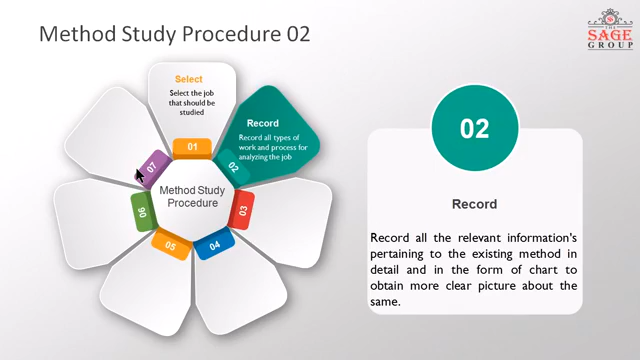 Method Study Procedure 02
THE
SAGE
GROUP
Select
Select the job
that should be
studied
01
Record
Record all types of
work and process for
analyzing the job
02
03
04
05
06
07
Method Study
Procedure
02
Record
Record all the relevant information's
pertaining to the existing method in
detail and in the form of chart to
obtain more clear picture about the
same.